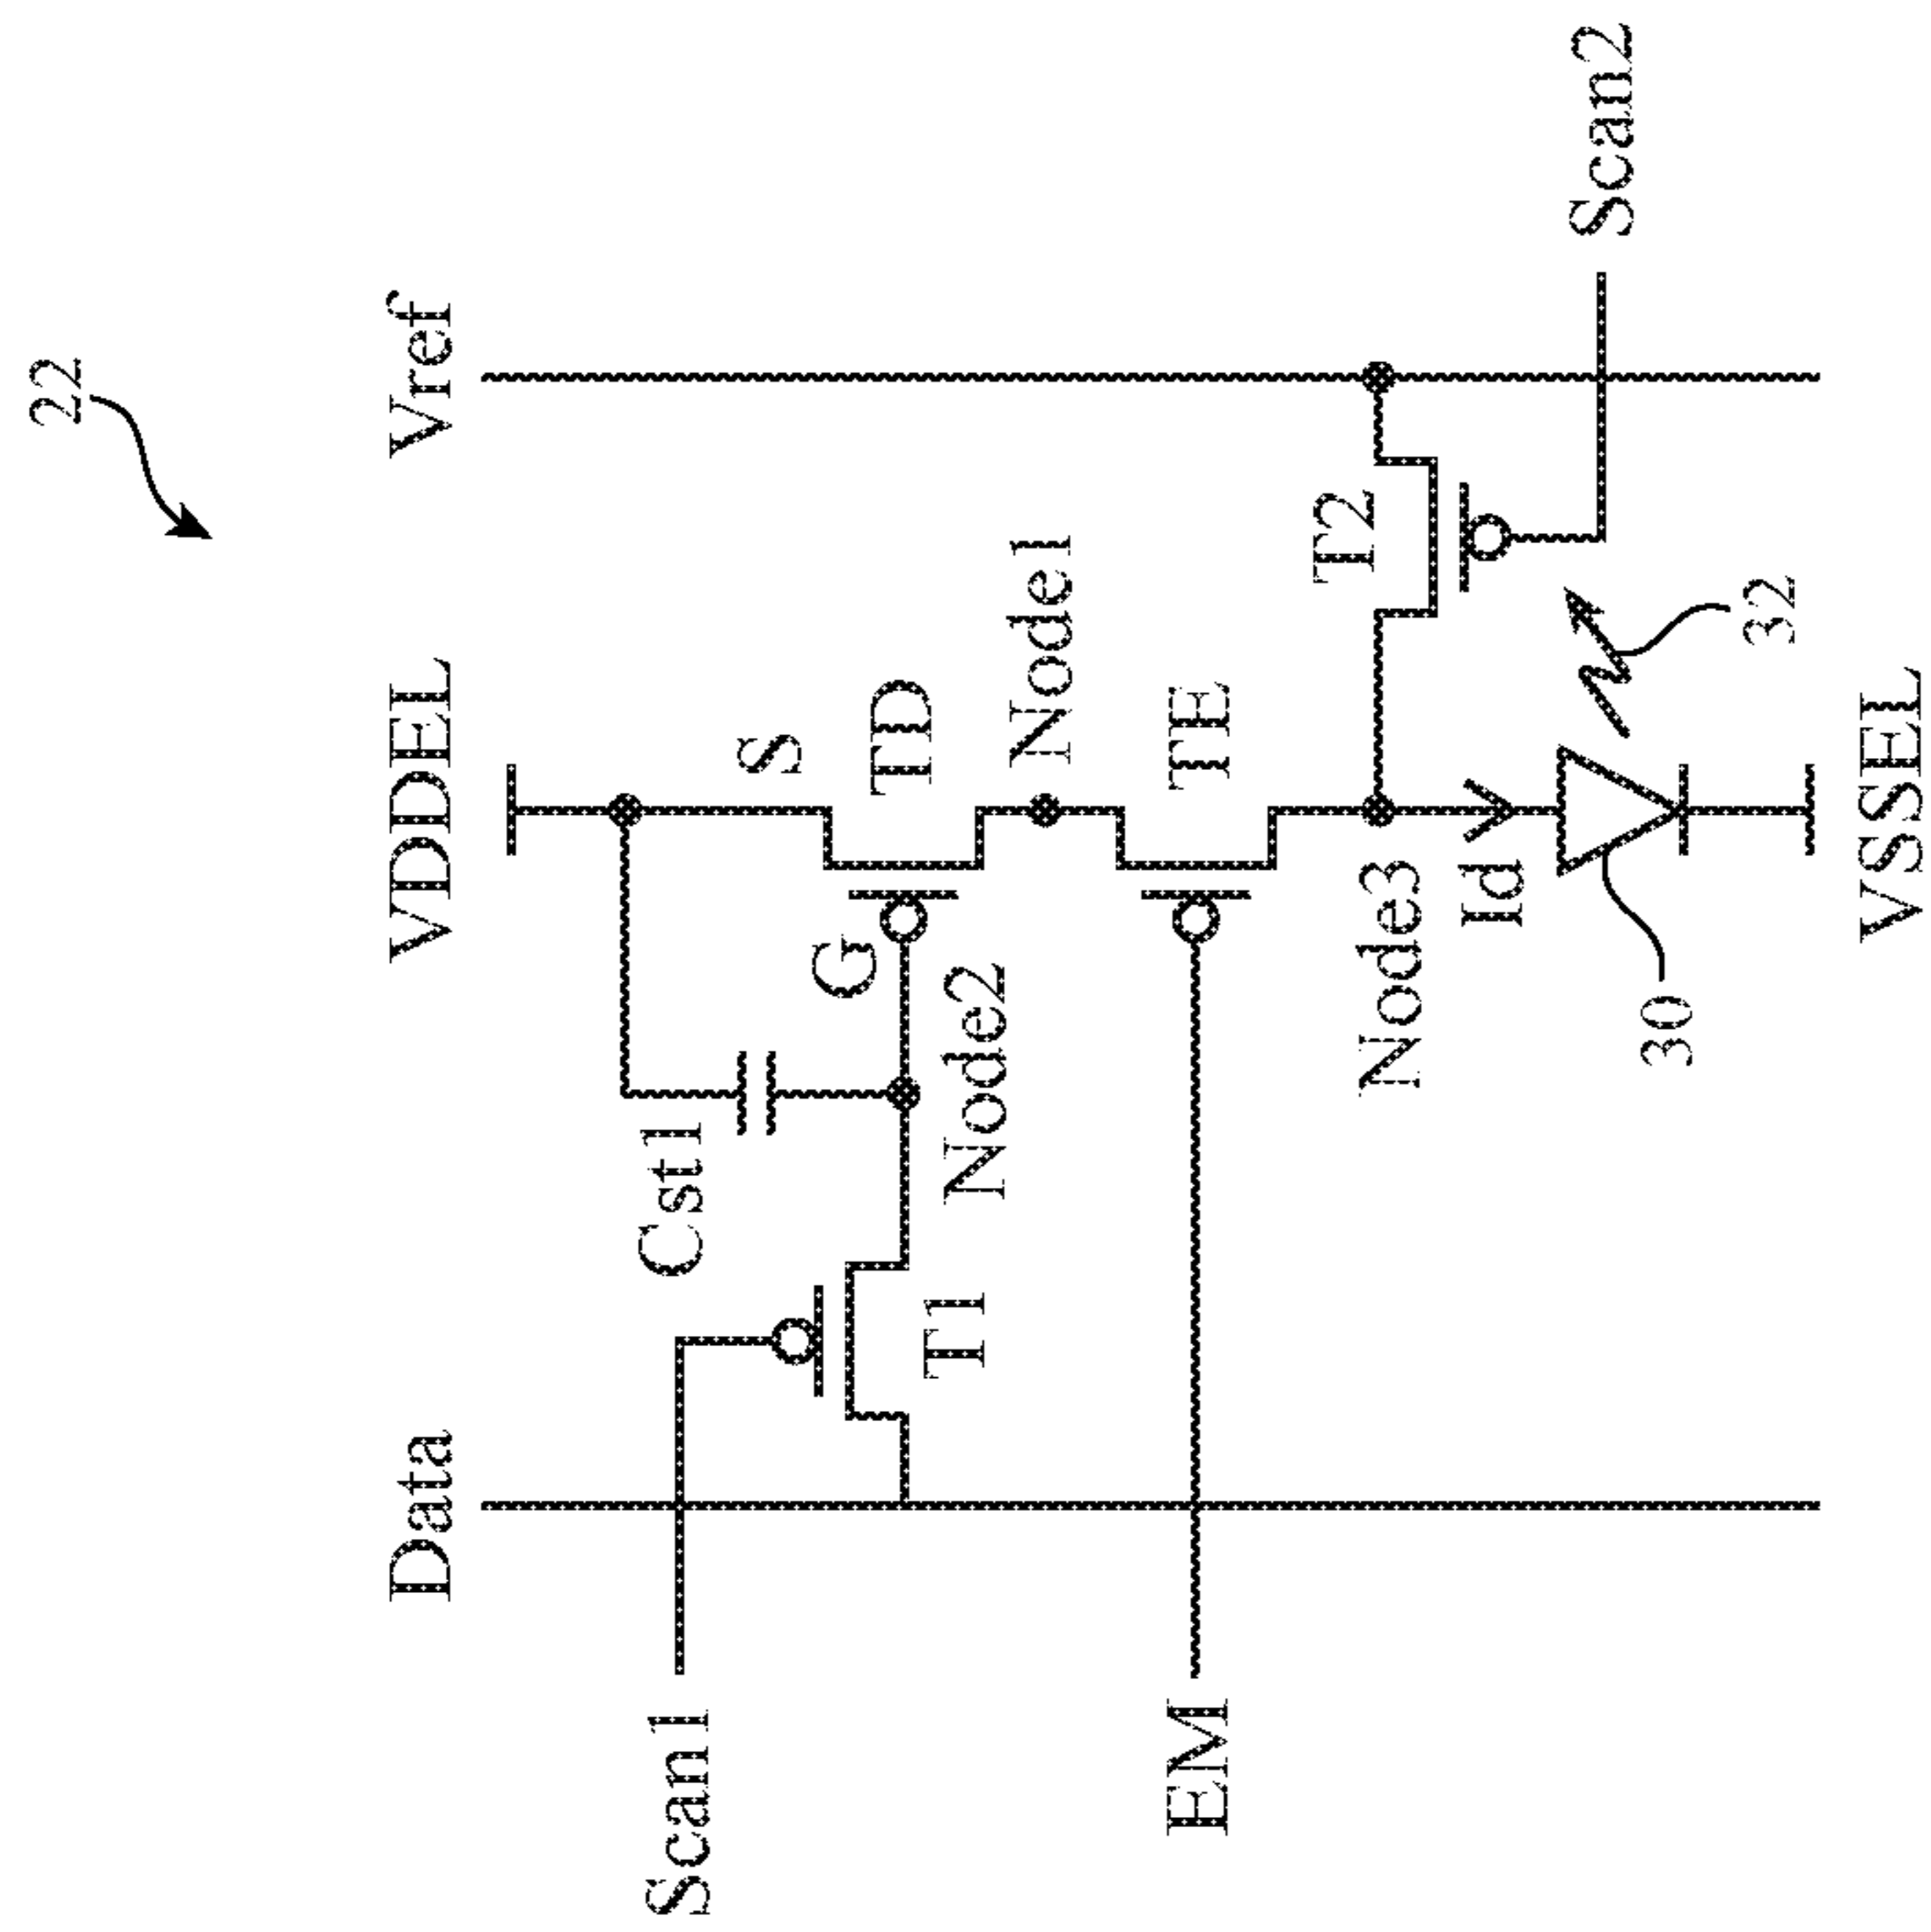 22
Data
VDDEL
Vref
Scan1
Cst1
S
G
TD
T1
Node2
Node1
EM
TE
Node3
T2
Id
Scan2
30
32
VSSEL